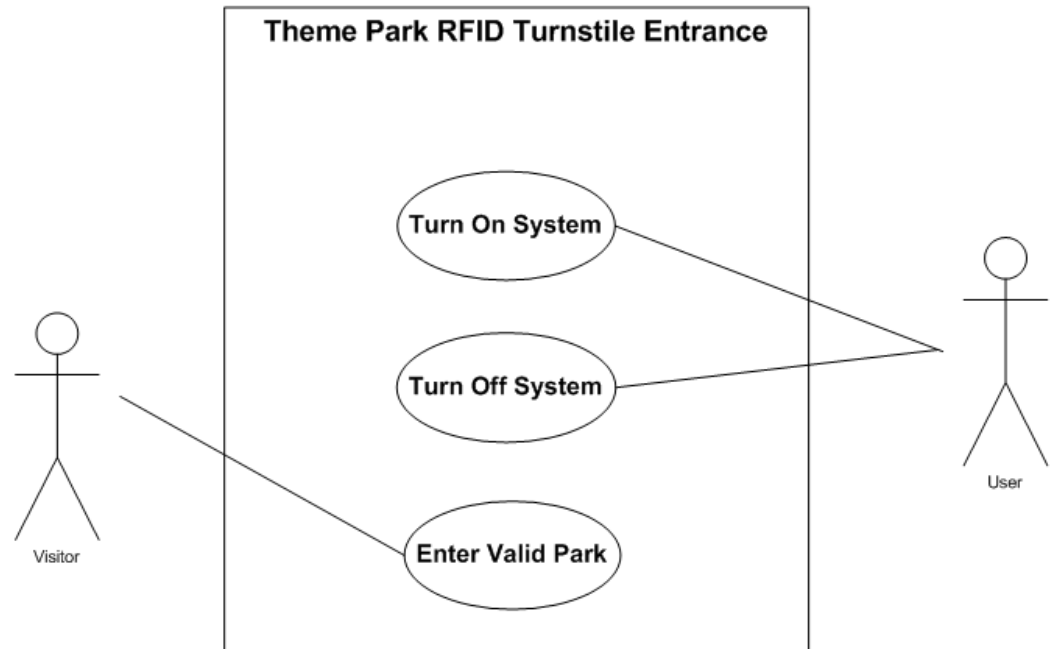 Theme Park RFID Turnstile Entrance
Turn On System
Turn Off System
User
Enter Valid Park
Visitor